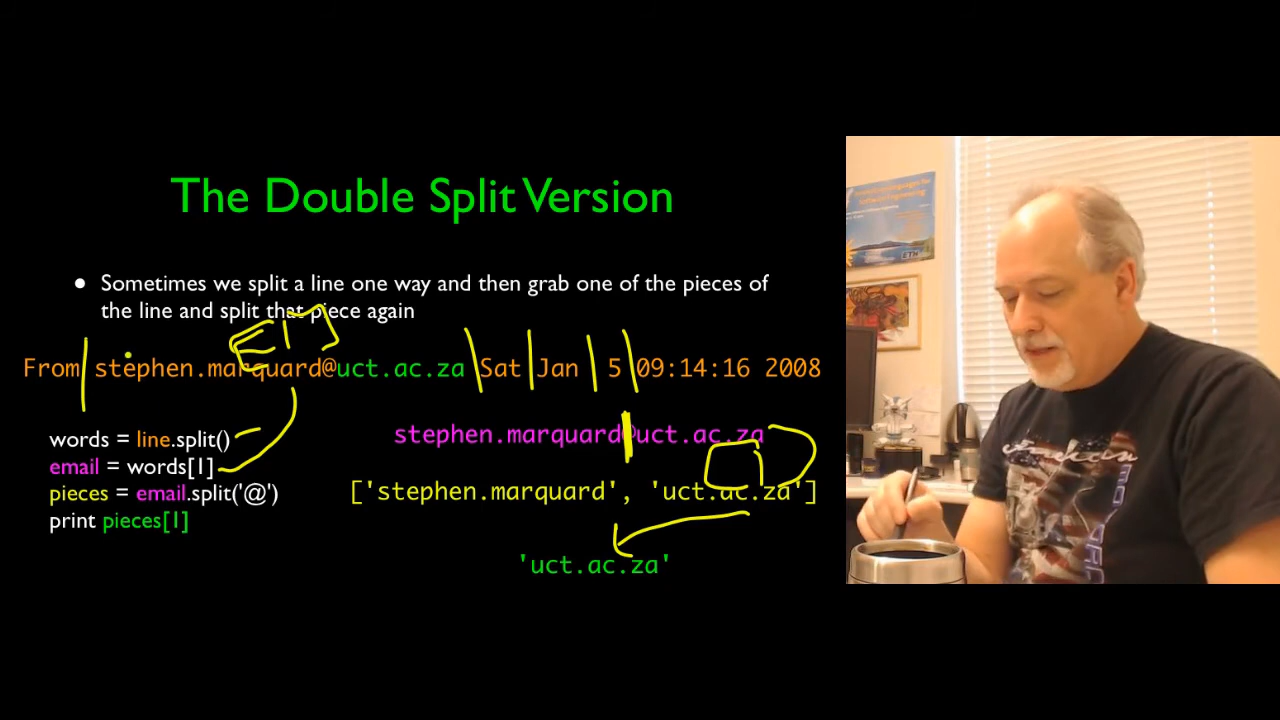 The Double Split Version
● Sometimes we split a line one way and then grab one of the pieces of
the line and split that piece again
[1]
From stephen.marquard@uct.ac.za Sat Jan 5 09:14:16 2008
words = line.split()
email = words[1]
pieces = email.split('@')
print pieces[1]
stephen.marquard@uct.ac.za
['stephen.marquard', 'uct.ac.za']
'uct.ac.za'
ETH
American